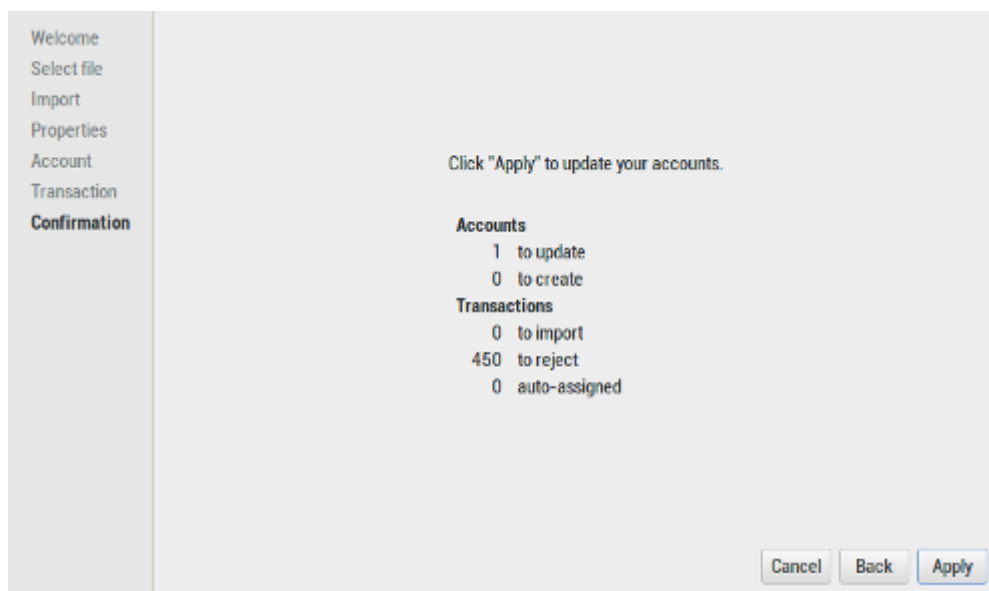 Welcome
Select file
Import
Properties
Account
Transaction
Confirmation
Click "Apply" to update your accounts.
Accounts
1 to update
0 to create
Transactions
0 to import
450 to reject
0 auto-assigned
Cancel Back Apply